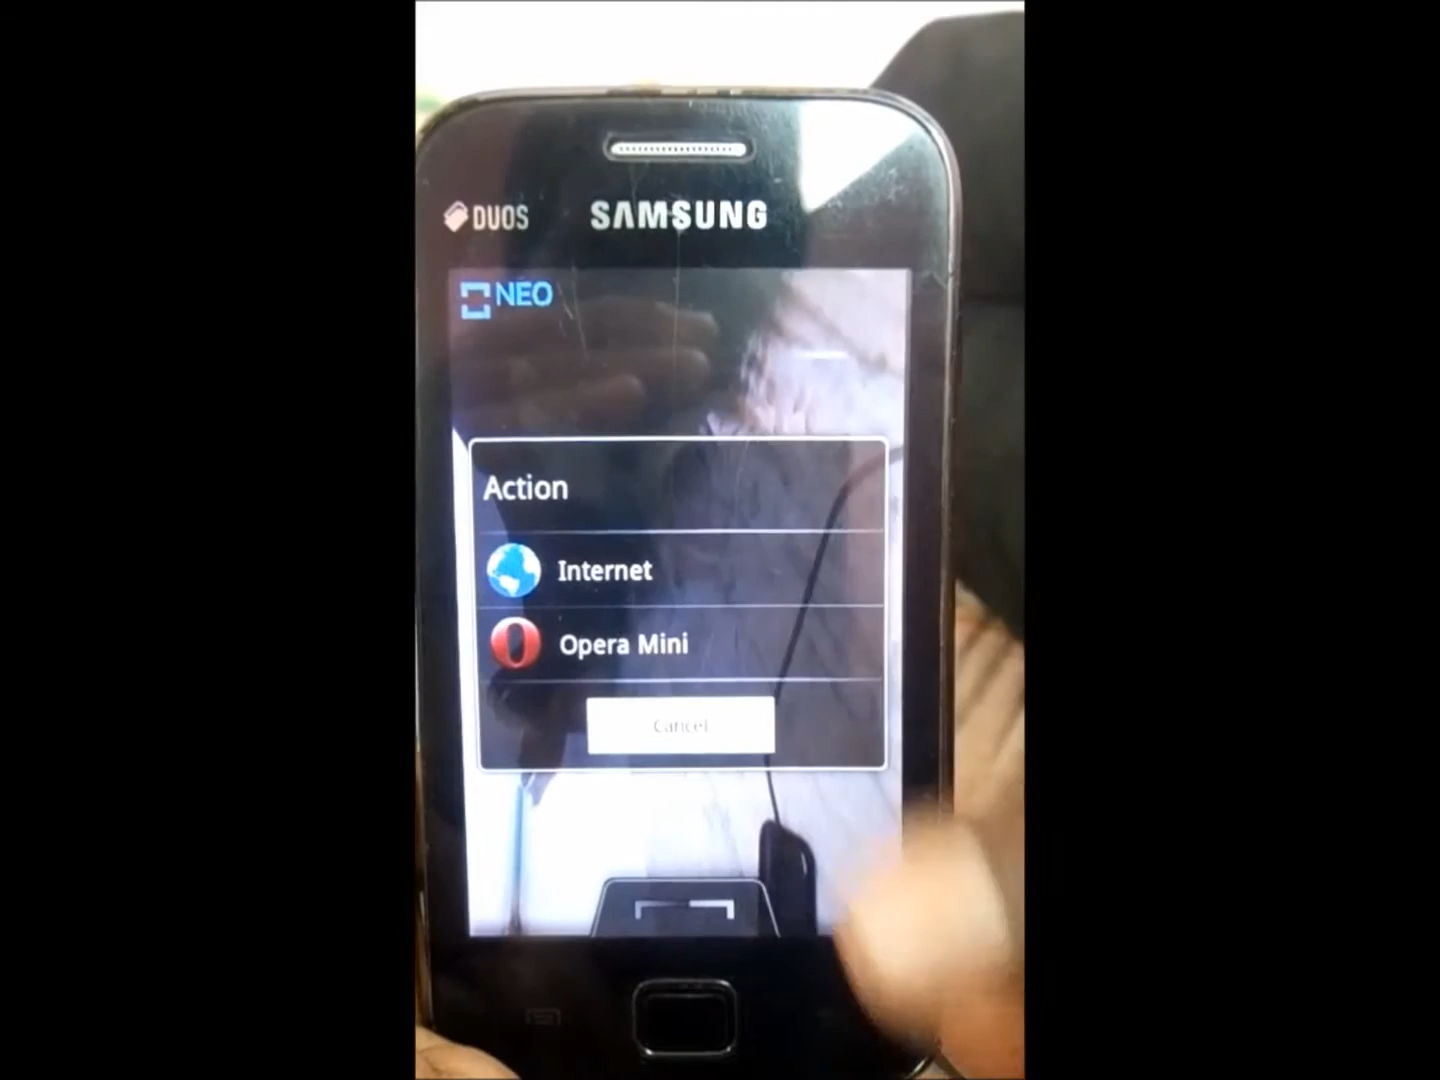 DUOS SAMSUNG
NEO
Action
Internet
Opera Mini
Cancel